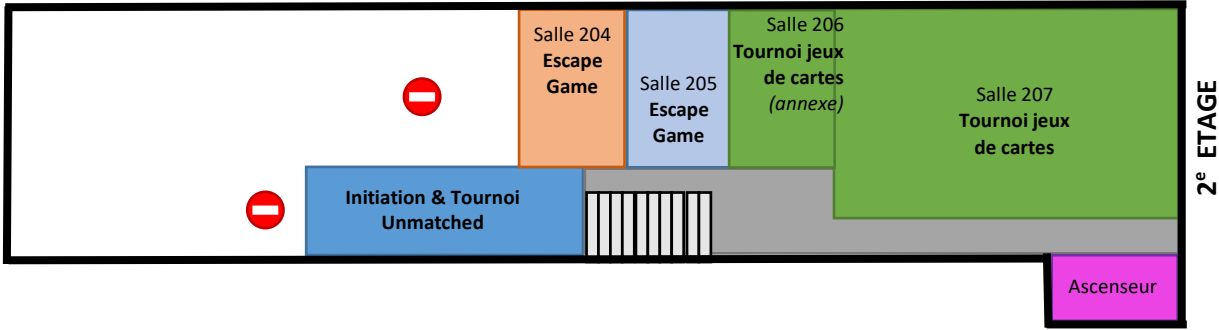 Salle 204
Escape
Game
Salle 205
Escape
Game
Salle 206
Tournoi jeux
de cartes
(annexe)
Salle 207
Tournoi jeux
de cartes
Initiation & Tournoi
Unmatched
Ascenseur
2e ETAGE